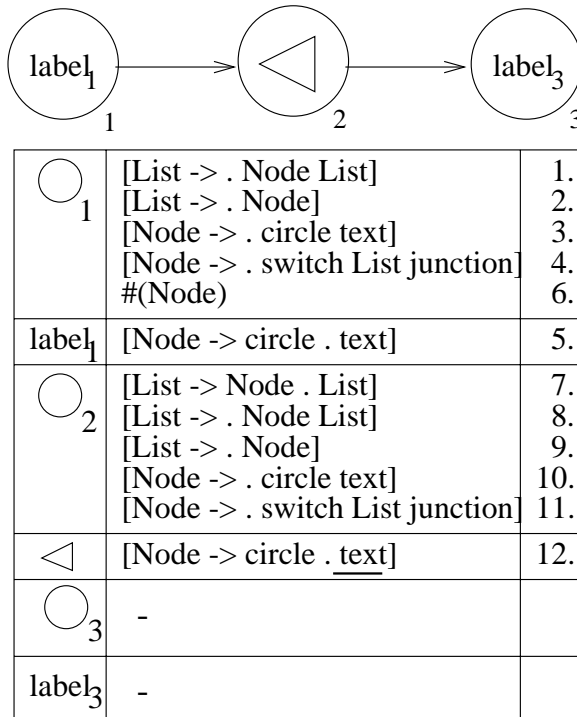 label1 label3
1 2 3
1 [List -> . Node List] 1.
[List -> . Node] 2.
[Node -> . circle text] 3.
[Node -> . switch List junction] 4.
#(Node) 6.
label1 [Node -> circle . text] 5.
2 [List -> Node . List] 7.
[List -> . Node List] 8.
[List -> . Node] 9.
[Node -> . circle text] 10.
[Node -> . switch List junction] 11.
[Node -> circle . text] 12.
3 -
label3 -